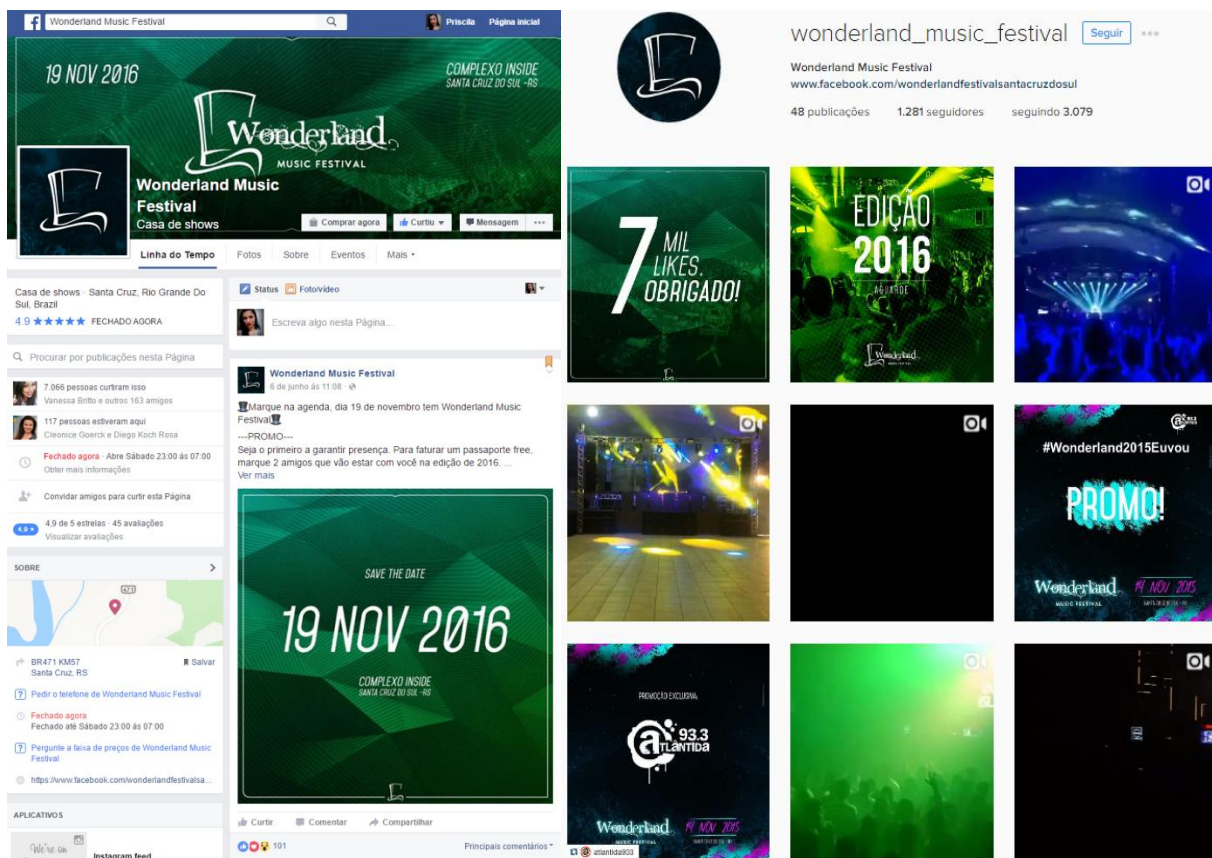 Wonderland Music Festival
Priscila
Página inicial
19 NOV 2016
COMPLEXO INSIDE
SANTA CRUZ DO SUL -RS
Wonderland
MUSIC FESTIVAL
Wonderland Music
Festival
Casa de shows
Comprar agora
Curtiu
Mensagem
Linha do Tempo
Fotos
Sobre
Eventos
Mais
Casa de shows · Santa Cruz, Rio Grande Do
Sul, Brazil
4.9 ★★★★★ FECHADO AGORA
Procurar por publicações nesta Página
7.066 pessoas curtiram isso
Vanessa Britto e outros 163 amigos
117 pessoas estiveram aqui
Cleonice Goerck e Diego Koch Rosa
Fechado agora · Abre Sábado 23:00 às 07:00
Obter mais informações
Convidar amigos para curtir esta Página
4,9
4,9 de 5 estrelas · 45 avaliações
Visualizar avaliações
SOBRE
471
BR471 KM57
Santa Cruz, RS
Salvar
Pedir o telefone de Wonderland Music Festival
Fechado agora
Fechado até Sábado 23:00 às 07:00
Pergunte a faixa de preços de Wonderland Music
Festival
https://www.facebook.com/wonderlandfestivalsa...
APLICATIVOS
We're on
Instagram feed
Status
Foto/vídeo
Escreva algo nesta Página...
Wonderland Music Festival
6 de junho às 11:08
Marque na agenda, dia 19 de novembro tem Wonderland Music
Festival
---PROMO---
Seja o primeiro a garantir presença. Para faturar um passaporte free,
marque 2 amigos que vão estar com você na edição de 2016. ...
Ver mais
SAVE THE DATE
19 NOV 2016
COMPLEXO INSIDE
SANTA CRUZ DO SUL -RS
Curtir
Comentar
Compartilhar
101
Principais comentários
wonderland_music_festival
Seguir
Wonderland Music Festival
www.facebook.com/wonderlandfestivalsantacruzdosul
48 publicações
1.281 seguidores
seguindo 3.079
7 MIL
LIKES.
OBRIGADO!
EDIÇÃO
2016
AGUARDE
Wonderland
#Wonderland2015Euvou
PROMO!
Wonderland
MUSIC FESTIVAL
14 NOV 2015
SANTA CRUZ DO SUL - RS
PROMOÇÃO EXCLUSIVA:
93.3
atlântida
Wonderland
14 NOV 2015
atlantida933